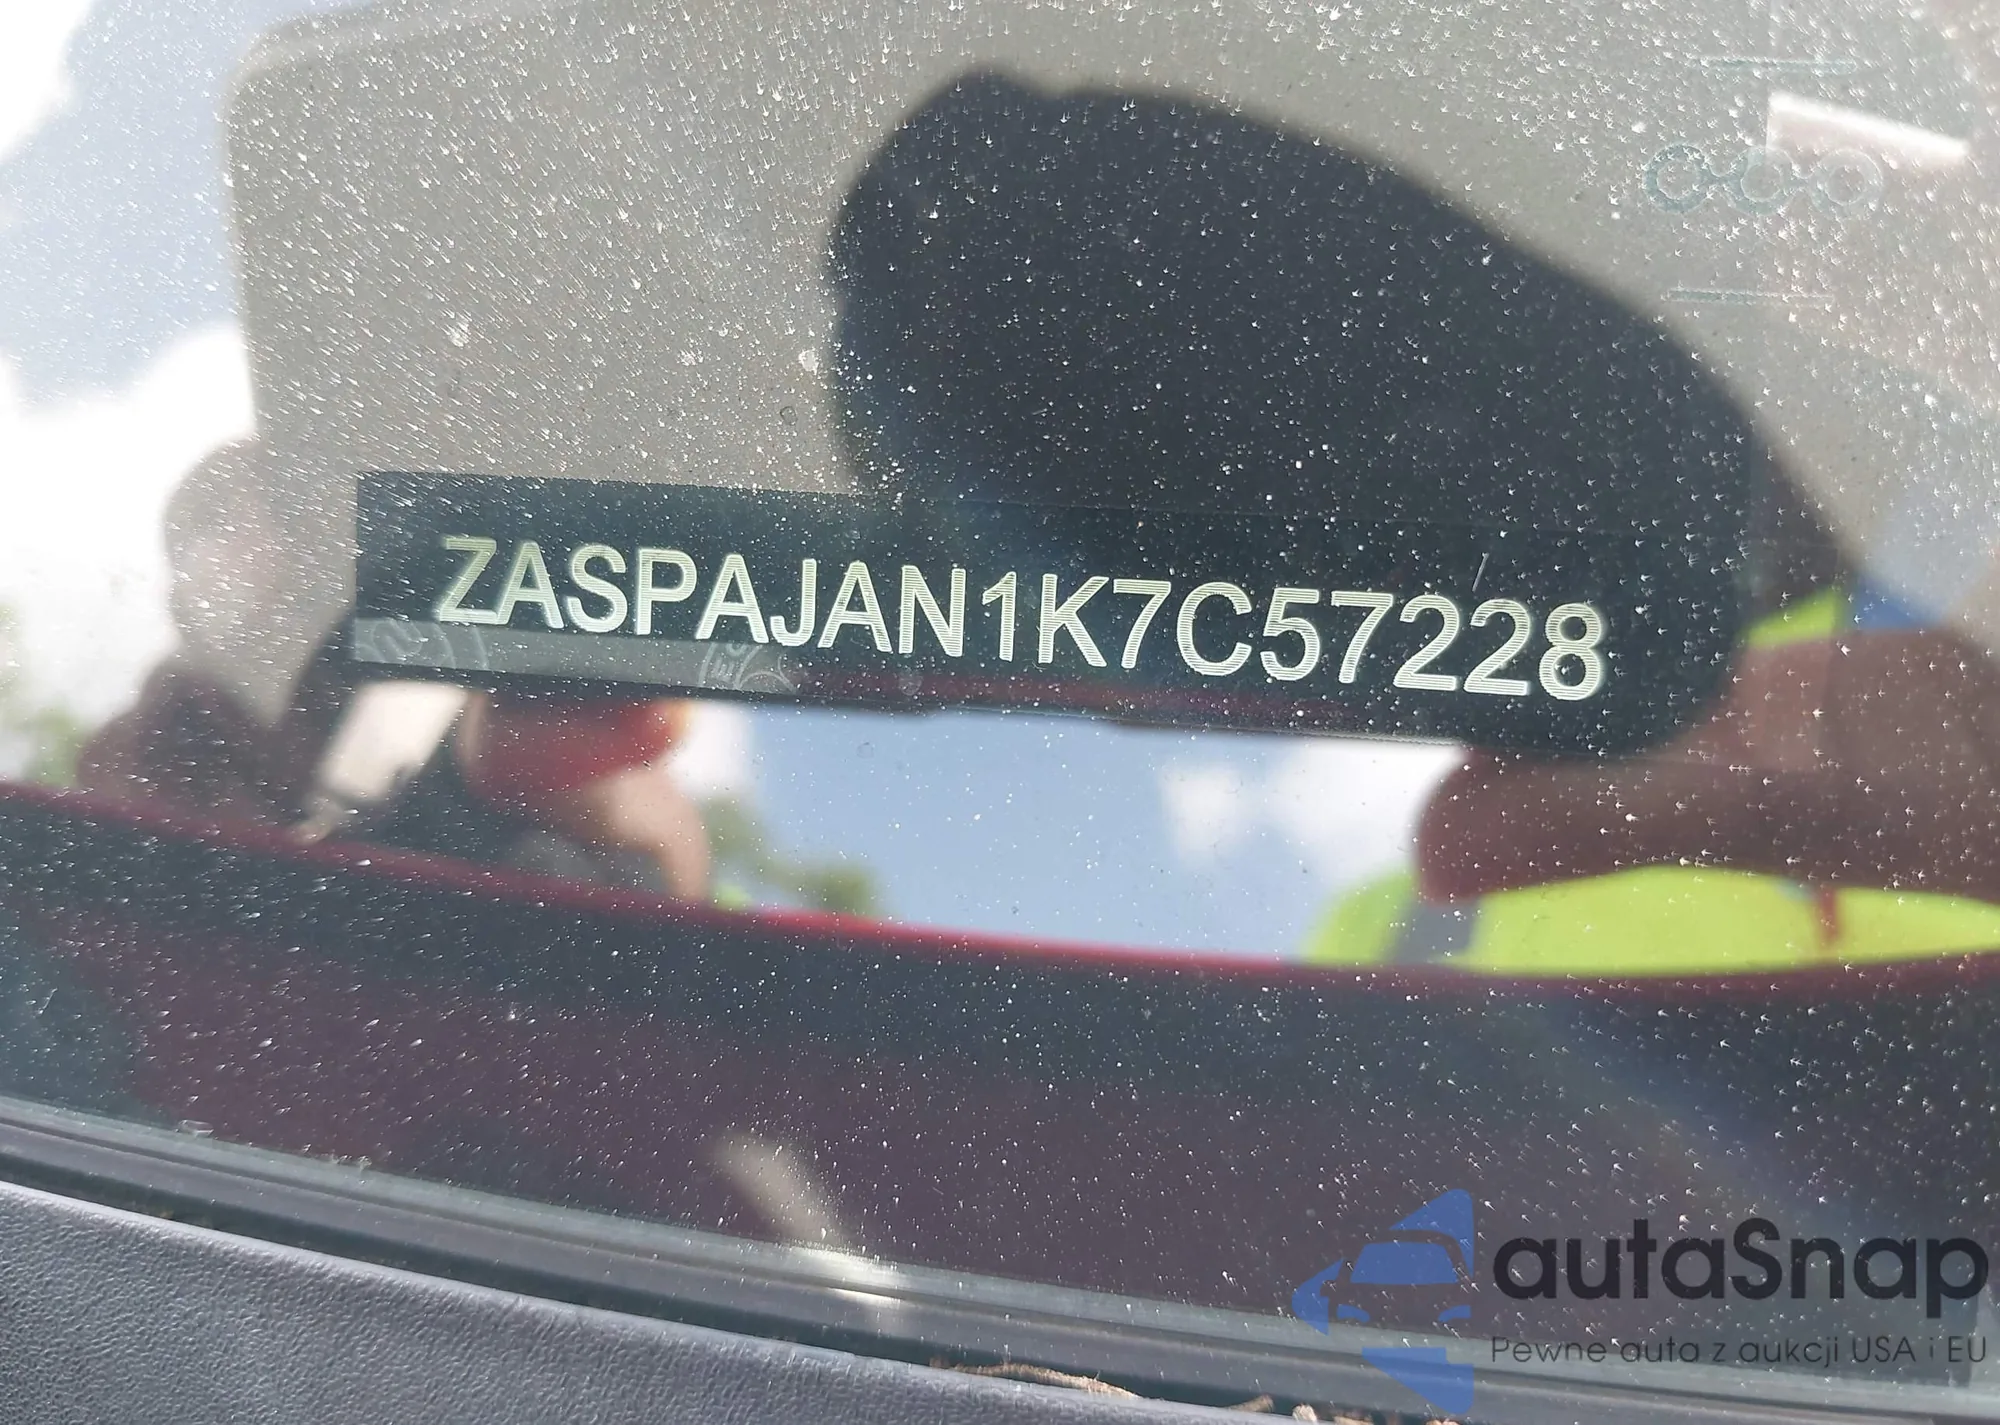 ZASPAJAN1K7C57228
autaSnap
Pewne auta z aukcji USA i EU